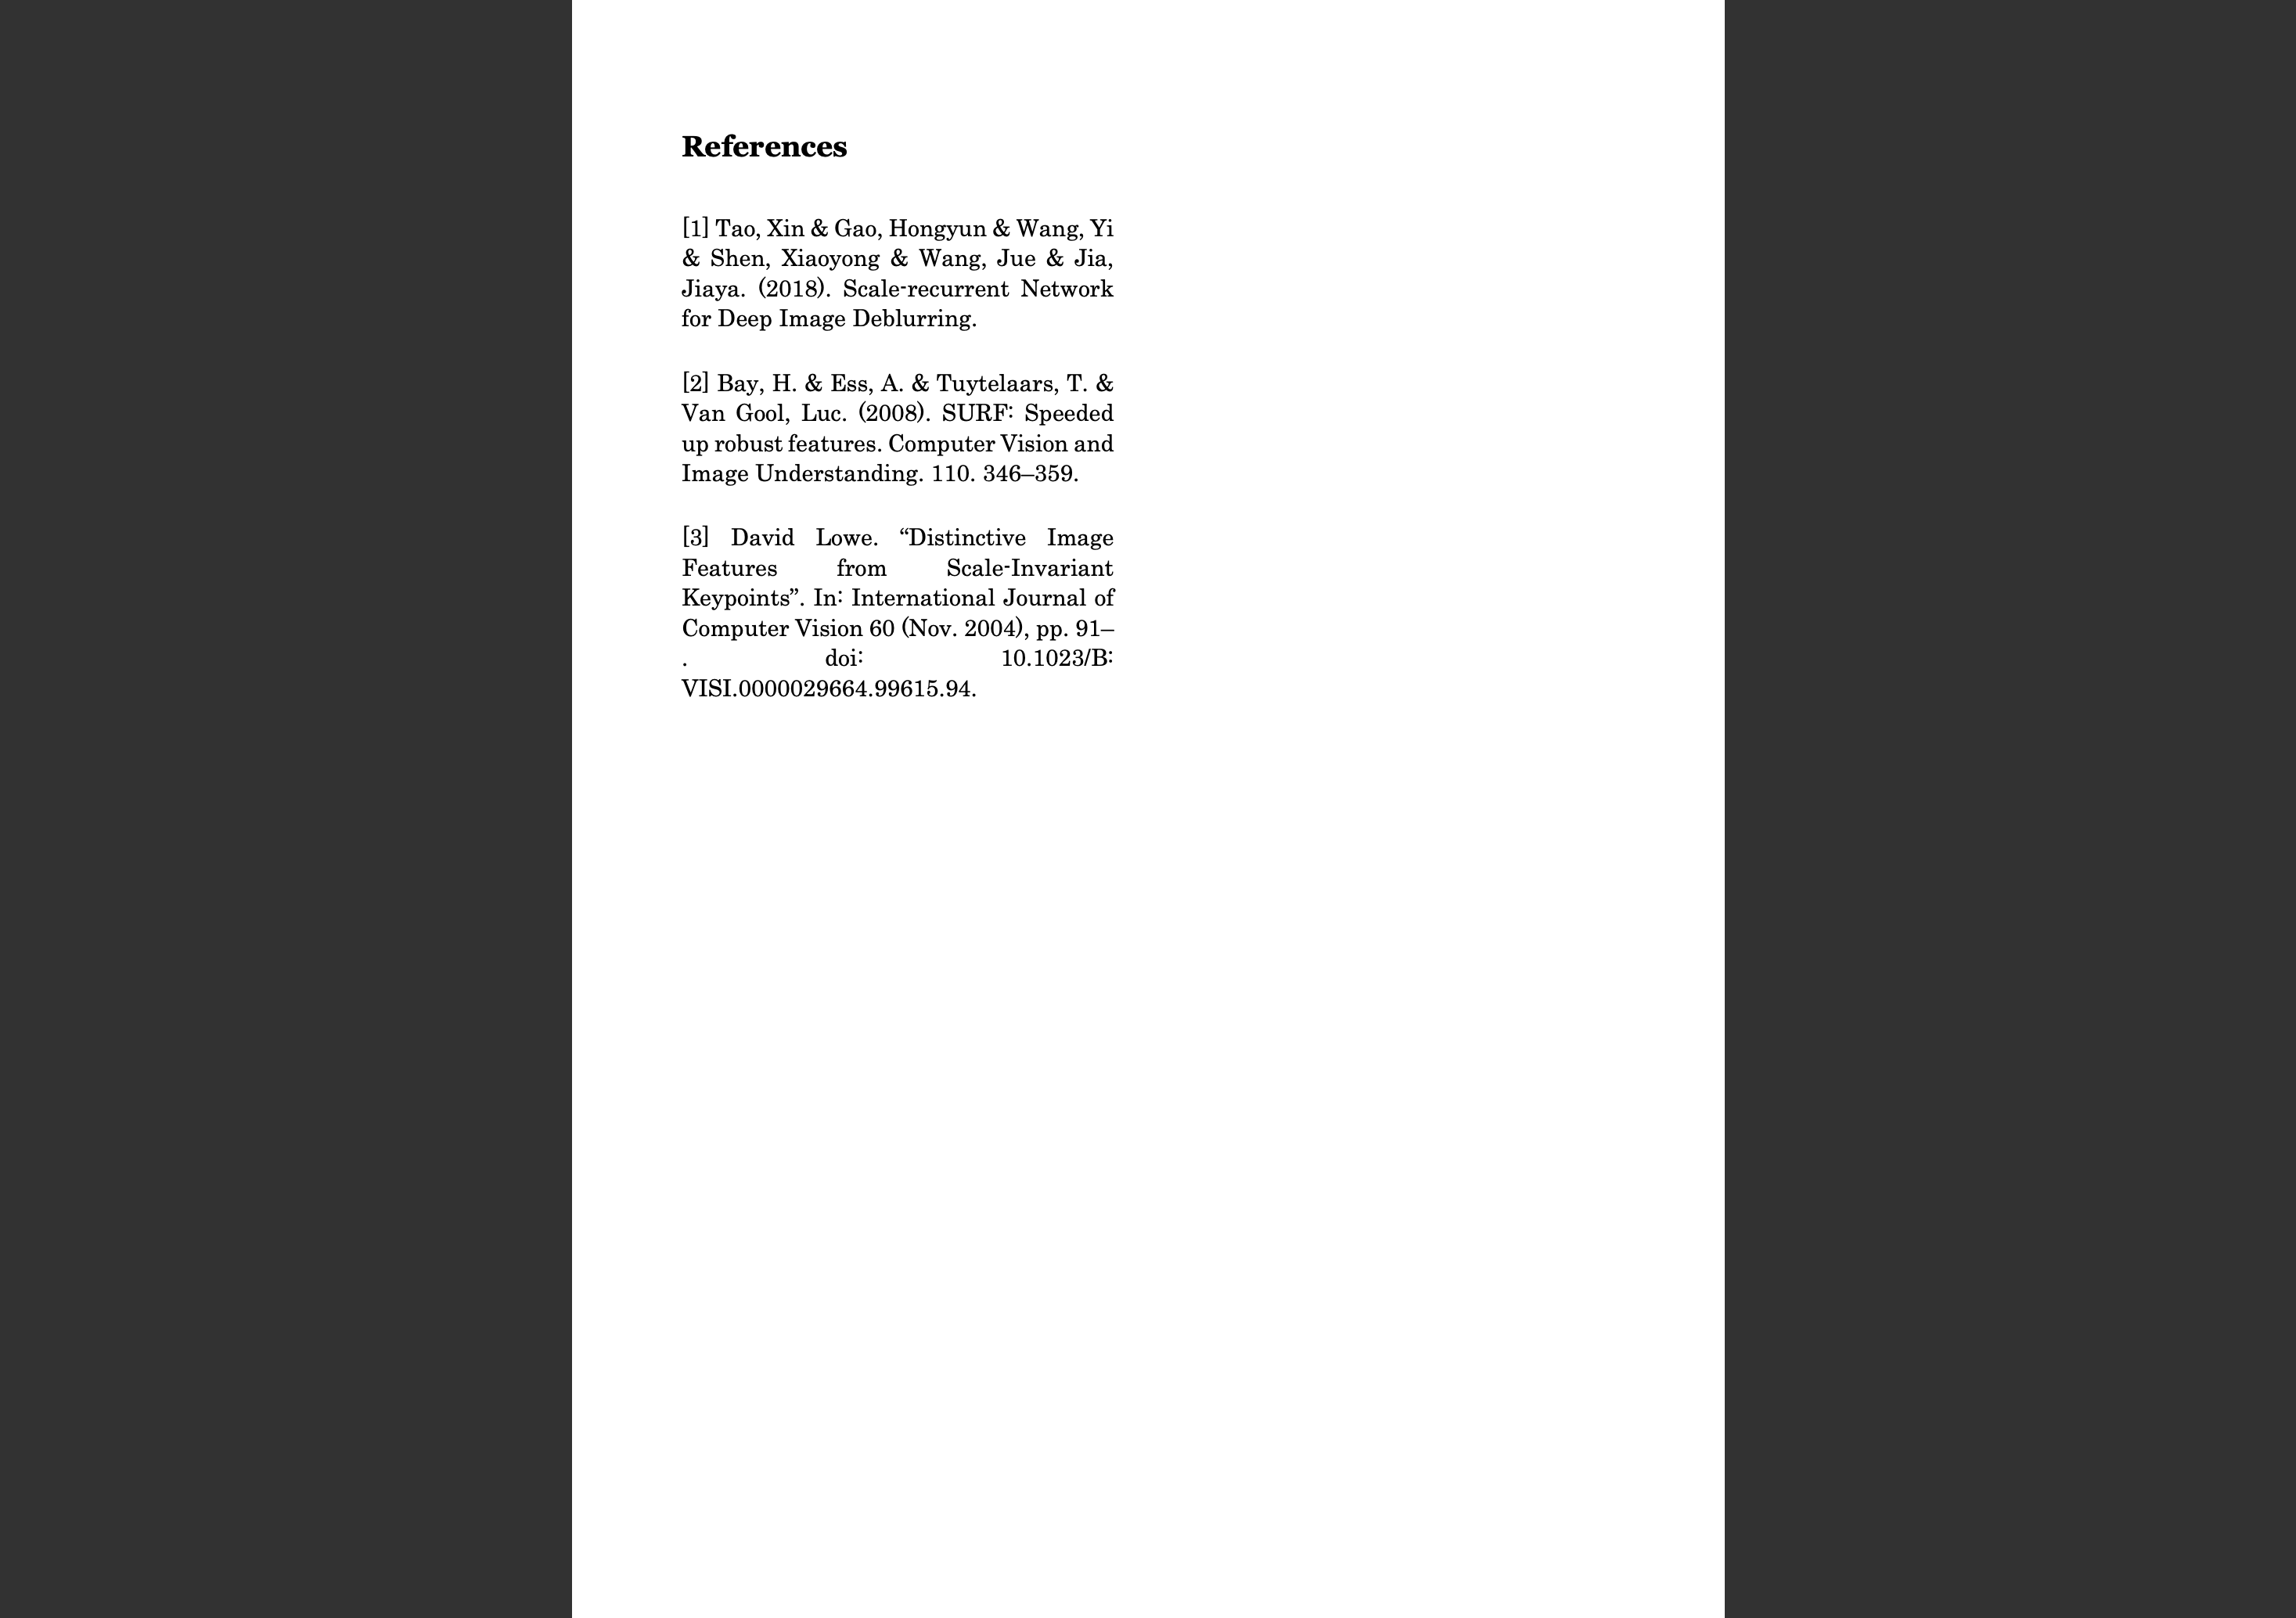 References
[1] Tao, Xin & Gao, Hongyun & Wang, Yi
& Shen, Xiaoyong & Wang, Jue & Jia,
Jiaya. (2018). Scale-recurrent Network
for Deep Image Deblurring.
[2] Bay, H. & Ess, A. & Tuytelaars, T. &
Van Gool, Luc. (2008). SURF: Speeded
up robust features. Computer Vision and
Image Understanding. 110. 346–359.
[3] David Lowe. “Distinctive Image
Features from Scale-Invariant
Keypoints”. In: International Journal of
Computer Vision 60 (Nov. 2004), pp. 91–
. doi: 10.1023/B:
VISI.0000029664.99615.94.